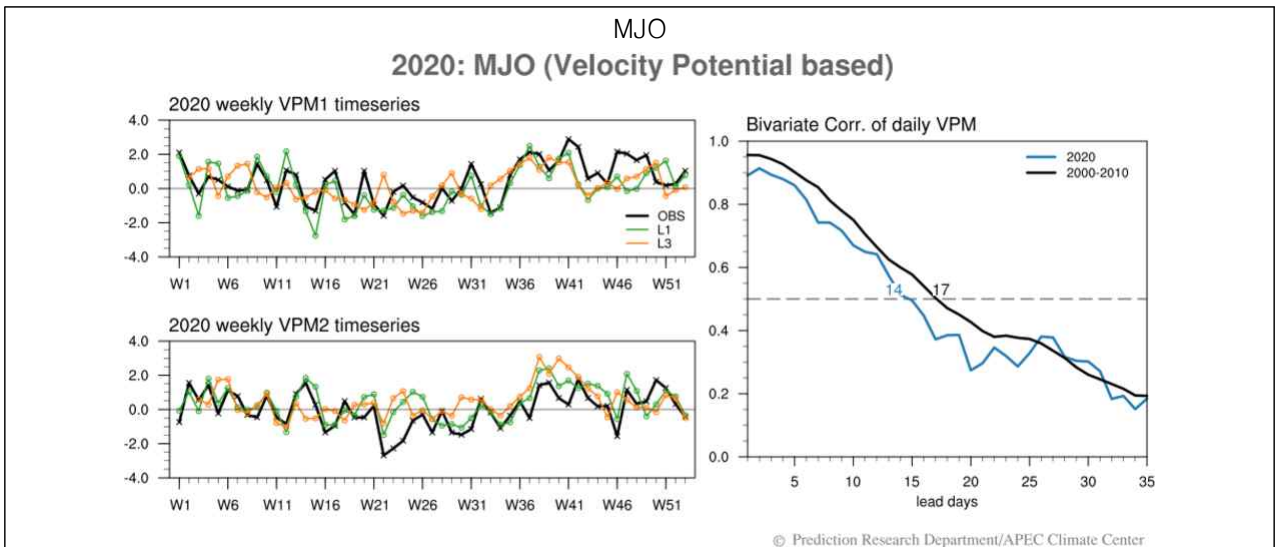 MJO
2020: MJO (Velocity Potential based)
2020 weekly VPM1 timeseries
4.0
2.0
0.0
-2.0
-4.0
OBS
L1
L3
W1 W6 W11 W16 W21 W26 W31 W36 W41 W46 W51
2020 weekly VPM2 timeseries
4.0
2.0
0.0
-2.0
-4.0
W1 W6 W11 W16 W21 W26 W31 W36 W41 W46 W51
Bivariate Corr. of daily VPM
1.0
0.8
0.6
0.4
0.2
0.0
2020
2000-2010
14 17
5 10 15 20 25 30 35
lead days
© Prediction Research Department/APEC Climate Center